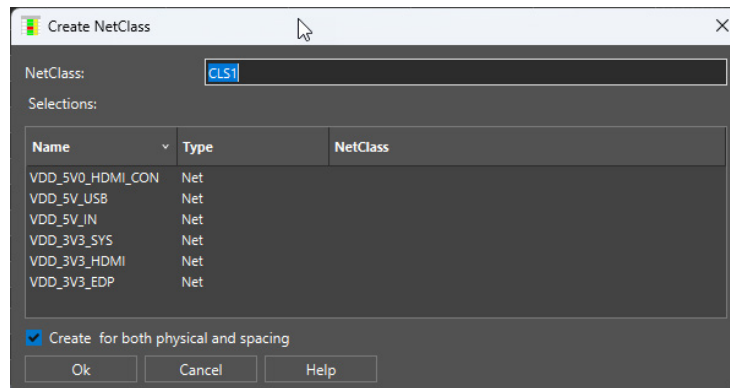 Create NetClass
NetClass: CLS1
Selections:
Name Type NetClass
VDD_5V0_HDMI_CON Net
VDD_5V_USB Net
VDD_5V_IN Net
VDD_3V3_SYS Net
VDD_3V3_HDMI Net
VDD_3V3_EDP Net
Create for both physical and spacing
Ok Cancel Help